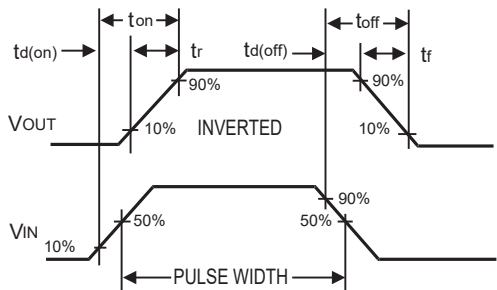 ton
toff
td(on)
tr
td(off)
tf
90%
90%
VOUT
10%
INVERTED
10%
90%
VIN
50%
50%
10%
PULSE WIDTH